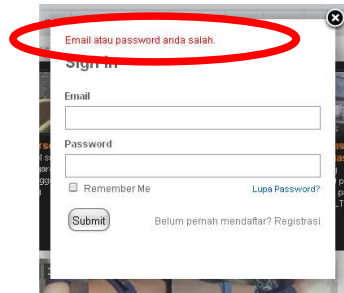 Email atau password anda salah.
Sign In
Email
Password
Remember Me
Lupa Password?
Submit
Belum pernah mendaftar? Registrasi